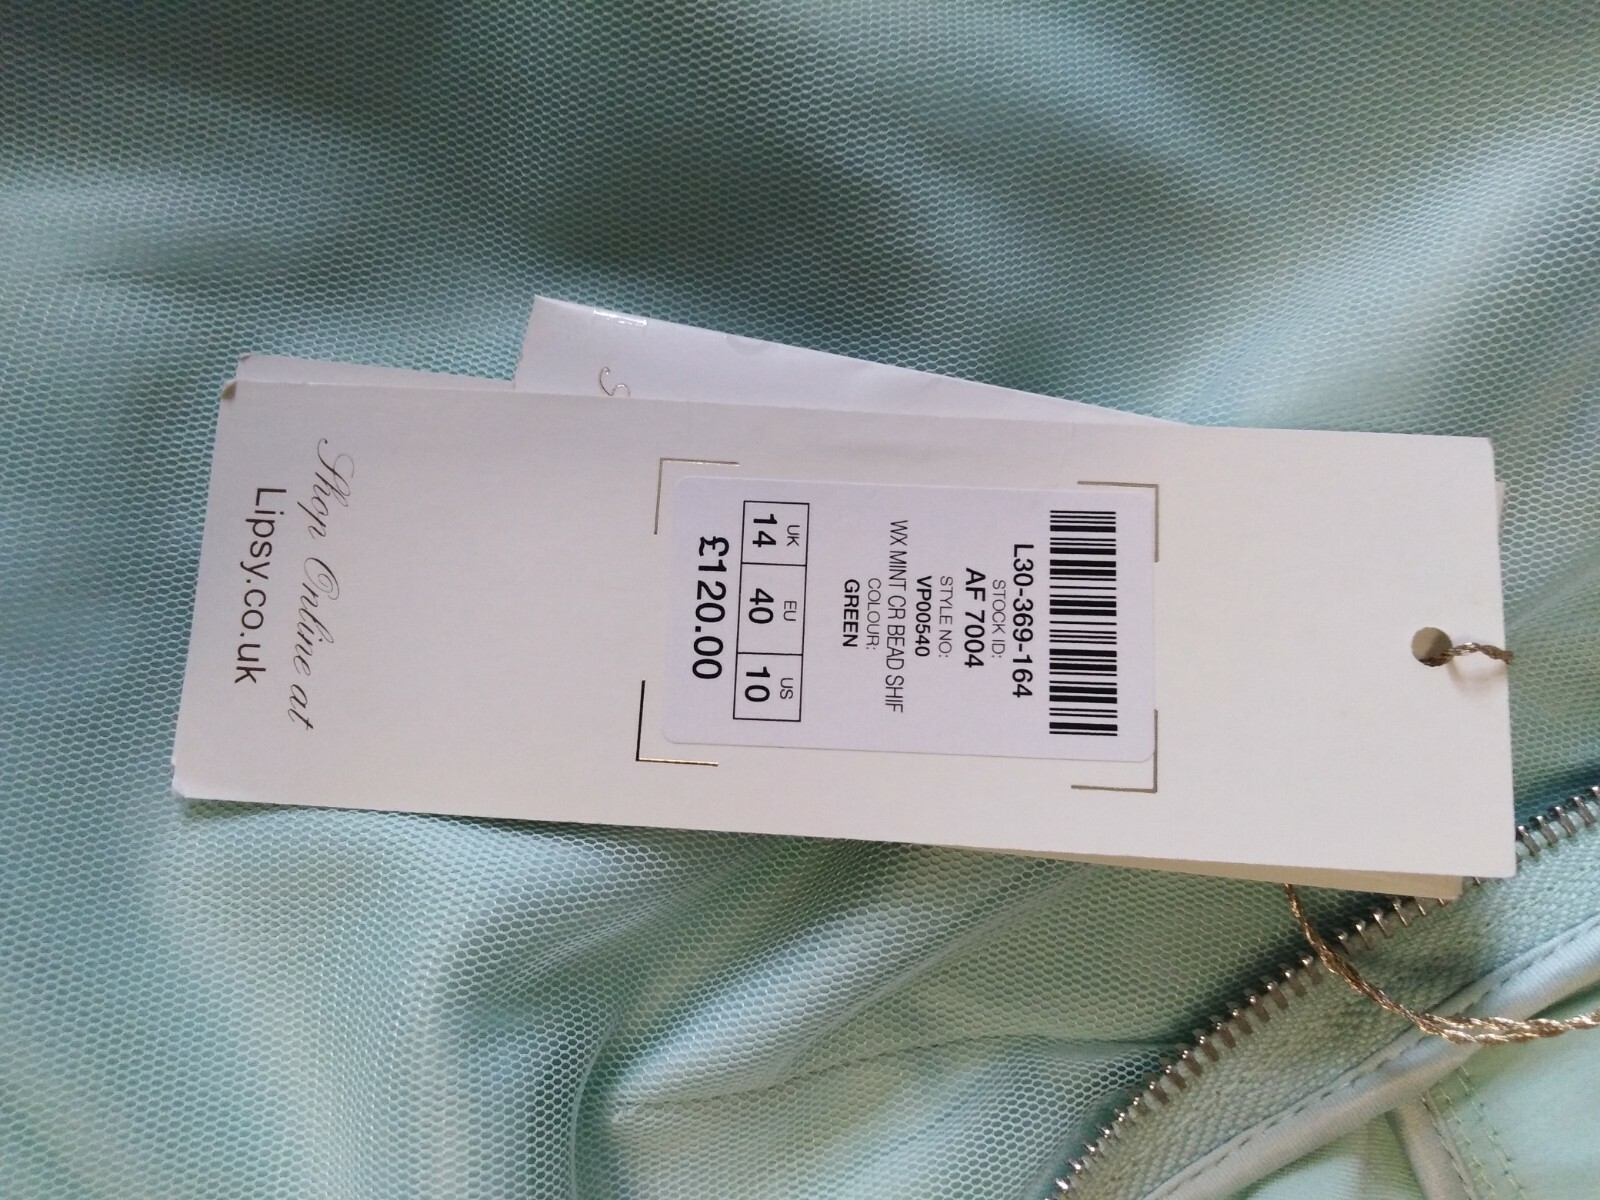 L30-369-164
STOCK ID:
AF 7004
STYLE NO:
VP00540
WX MINT CR BEAD SHIF
COLOUR:
GREEN
UK EU US
14 40 10
£120.00
Shop Online at
Lipsy.co.uk
S